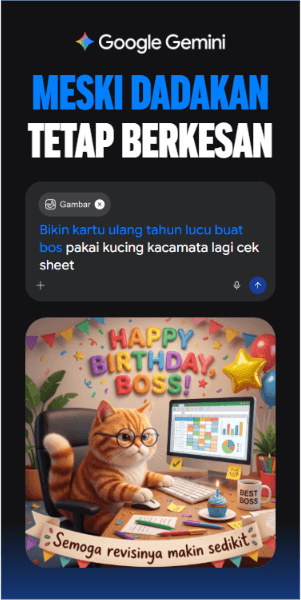 Google Gemini
MESKI DADAKAN
TETAP BERKESAN
Gambar
Bikin kartu ulang tahun lucu buat
bos pakai kucing kacamata lagi cek
sheet
HAPPY
BIRTHDAY,
BOSS!
BEST
BOSS
Semoga revisinya makin sedikit